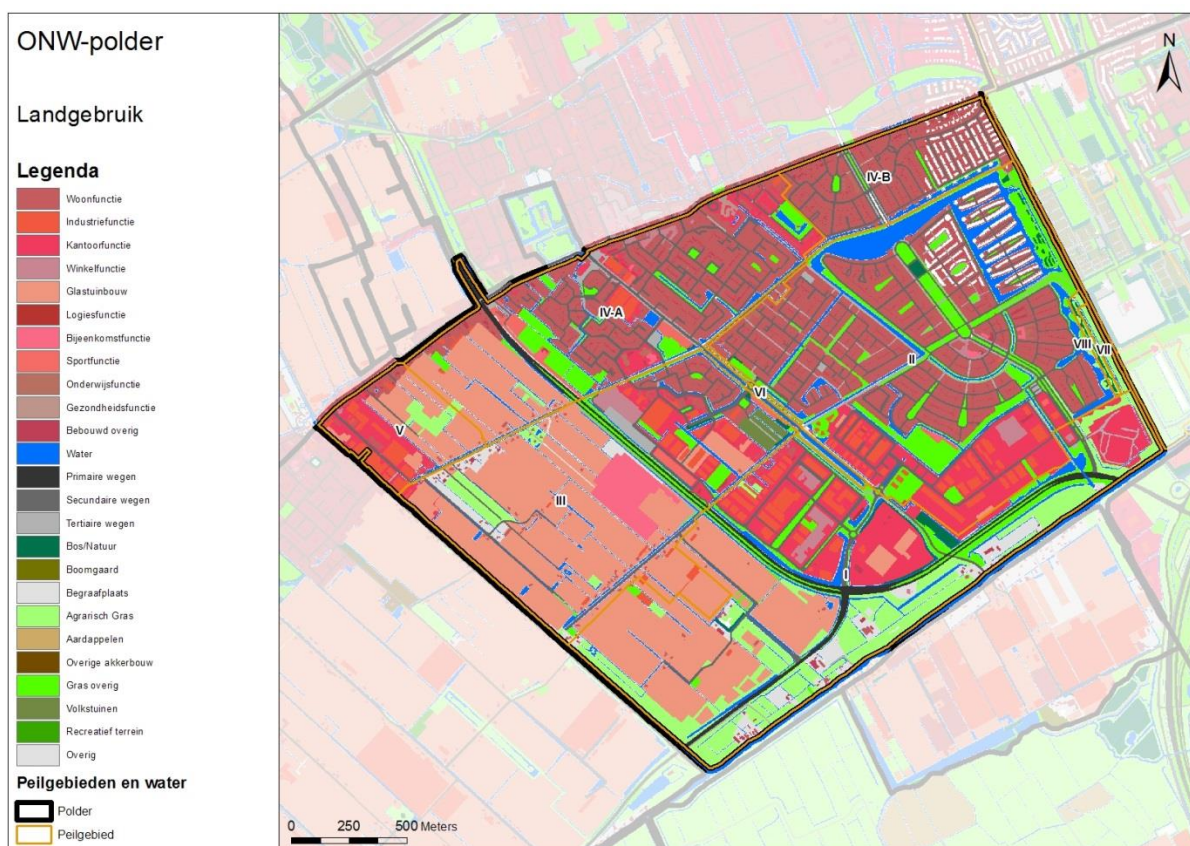 ONW-polder
Landgebruik
Legenda
Woonfunctie
Industriefunctie
Kantoorfunctie
Winkelfunctie
Glastuinbouw
Logiesfunctie
Bijeenkomstfunctie
Sportfunctie
Onderwijsfunctie
Gezondheidsfunctie
Bebouwd overig
Water
Primaire wegen
Secundaire wegen
Tertiaire wegen
Bos/Natuur
Boomgaard
Begraafplaats
Agrarisch Gras
Aardappelen
Overige akkerbouw
Gras overig
Volkstuinen
Recreatief terrein
Overig
Peilgebieden en water
Polder
Peilgebied
N
IV-B
IV-A
VIII
VII
II
VI
V
III
I
0 250 500 Meters